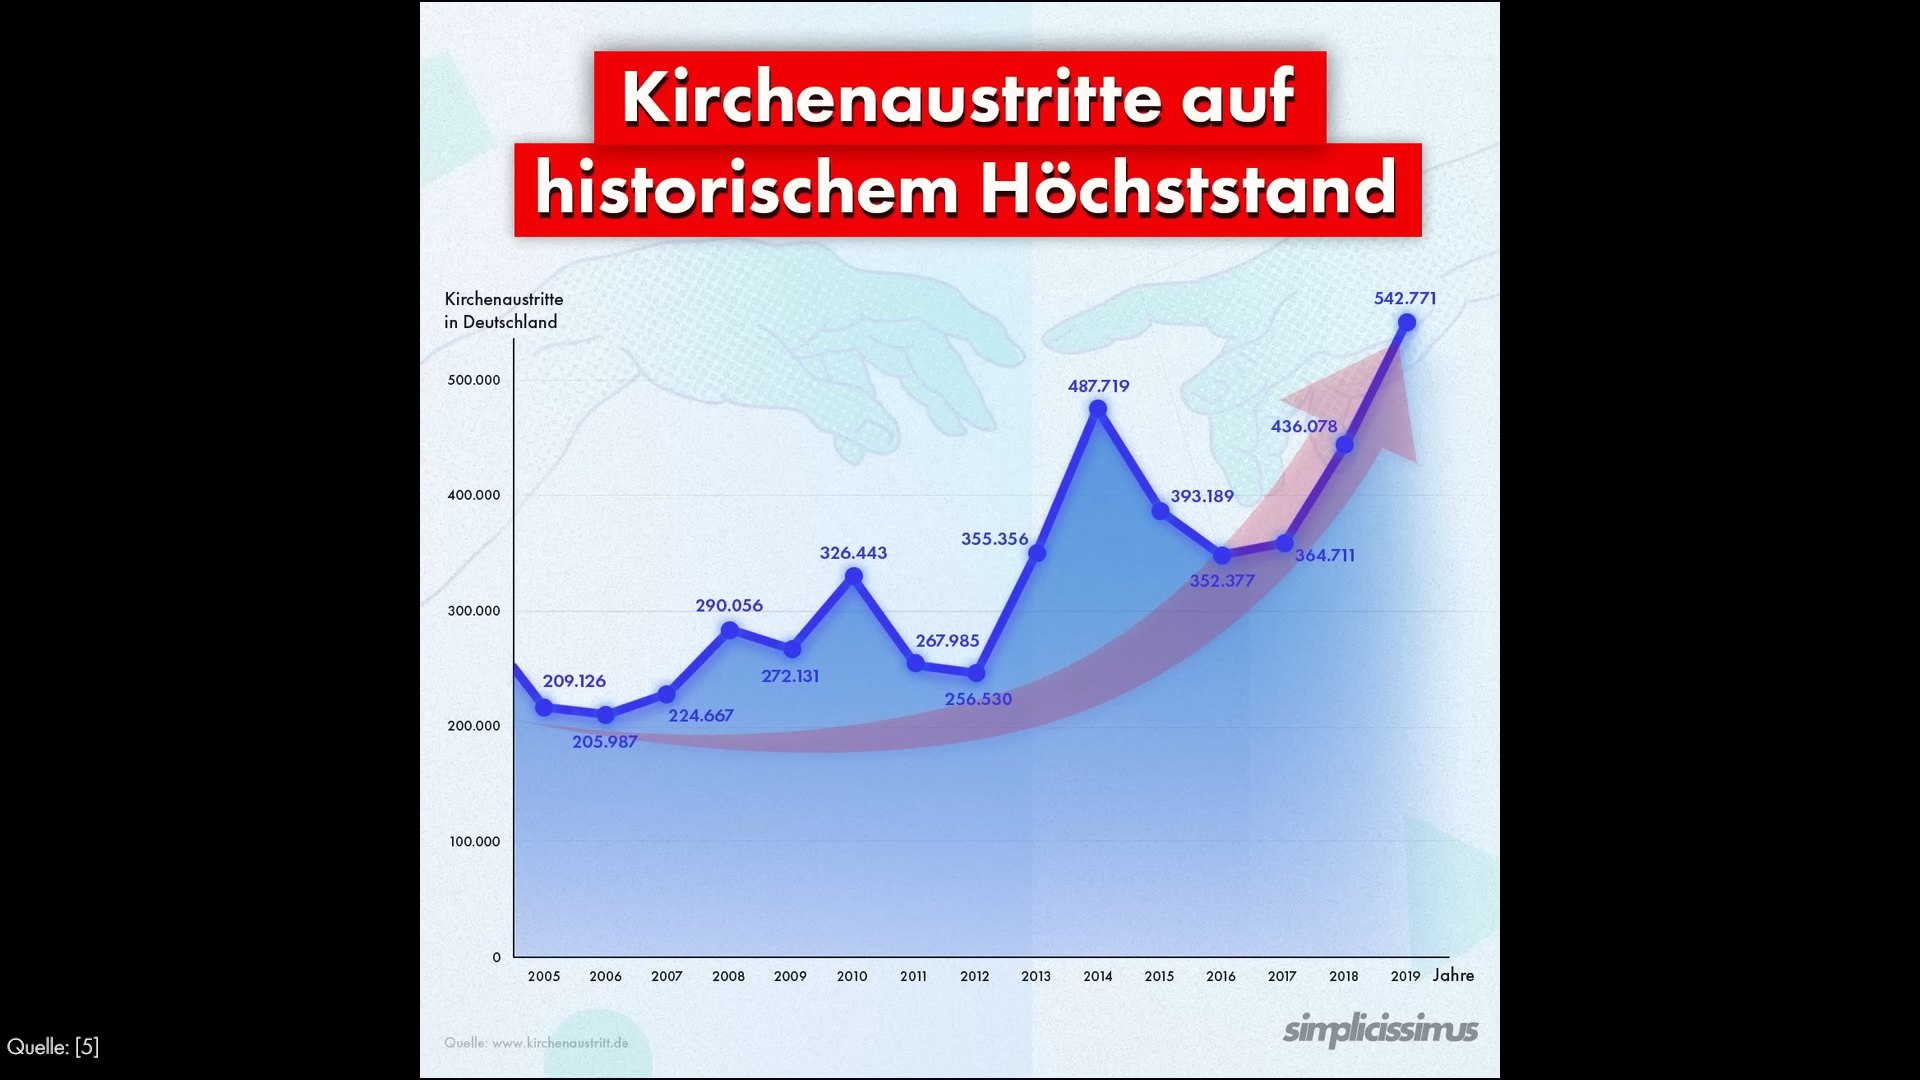 Kirchenaustritte auf
historischem Höchststand
Kirchenaustritte
in Deutschland
542.771
500.000
487.719
436.078
400.000
393.189
355.356
326.443
364.711
352.377
300.000
290.056
267.985
272.131
256.530
209.126
224.667
200.000
205.987
100.000
0
2005 2006 2007 2008 2009 2010 2011 2012 2013 2014 2015 2016 2017 2018 2019 Jahre
simplicissimus
Quelle: www.kirchenaustritt.de
Quelle: [5]